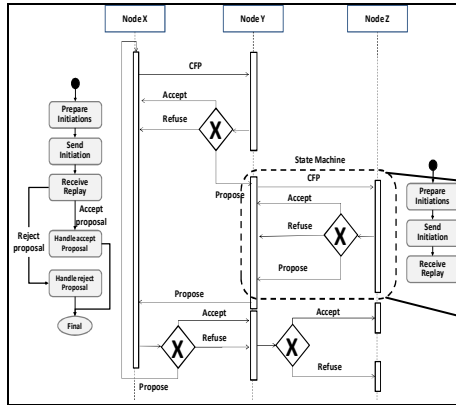 Node X
Node Y
Node Z
CFP
Accept
Refuse
X
Propose
Prepare
Initiations
Send
Initiation
Receive
Replay
Accept
proposal
Reject
proposal
Handle accept
Proposal
Handle reject
Proposal
Final
State Machine
CFP
Accept
Refuse
X
Propose
Prepare
Initiations
Send
Initiation
Receive
Replay
Propose
Accept
X
Refuse
Propose
Accept
X
Refuse